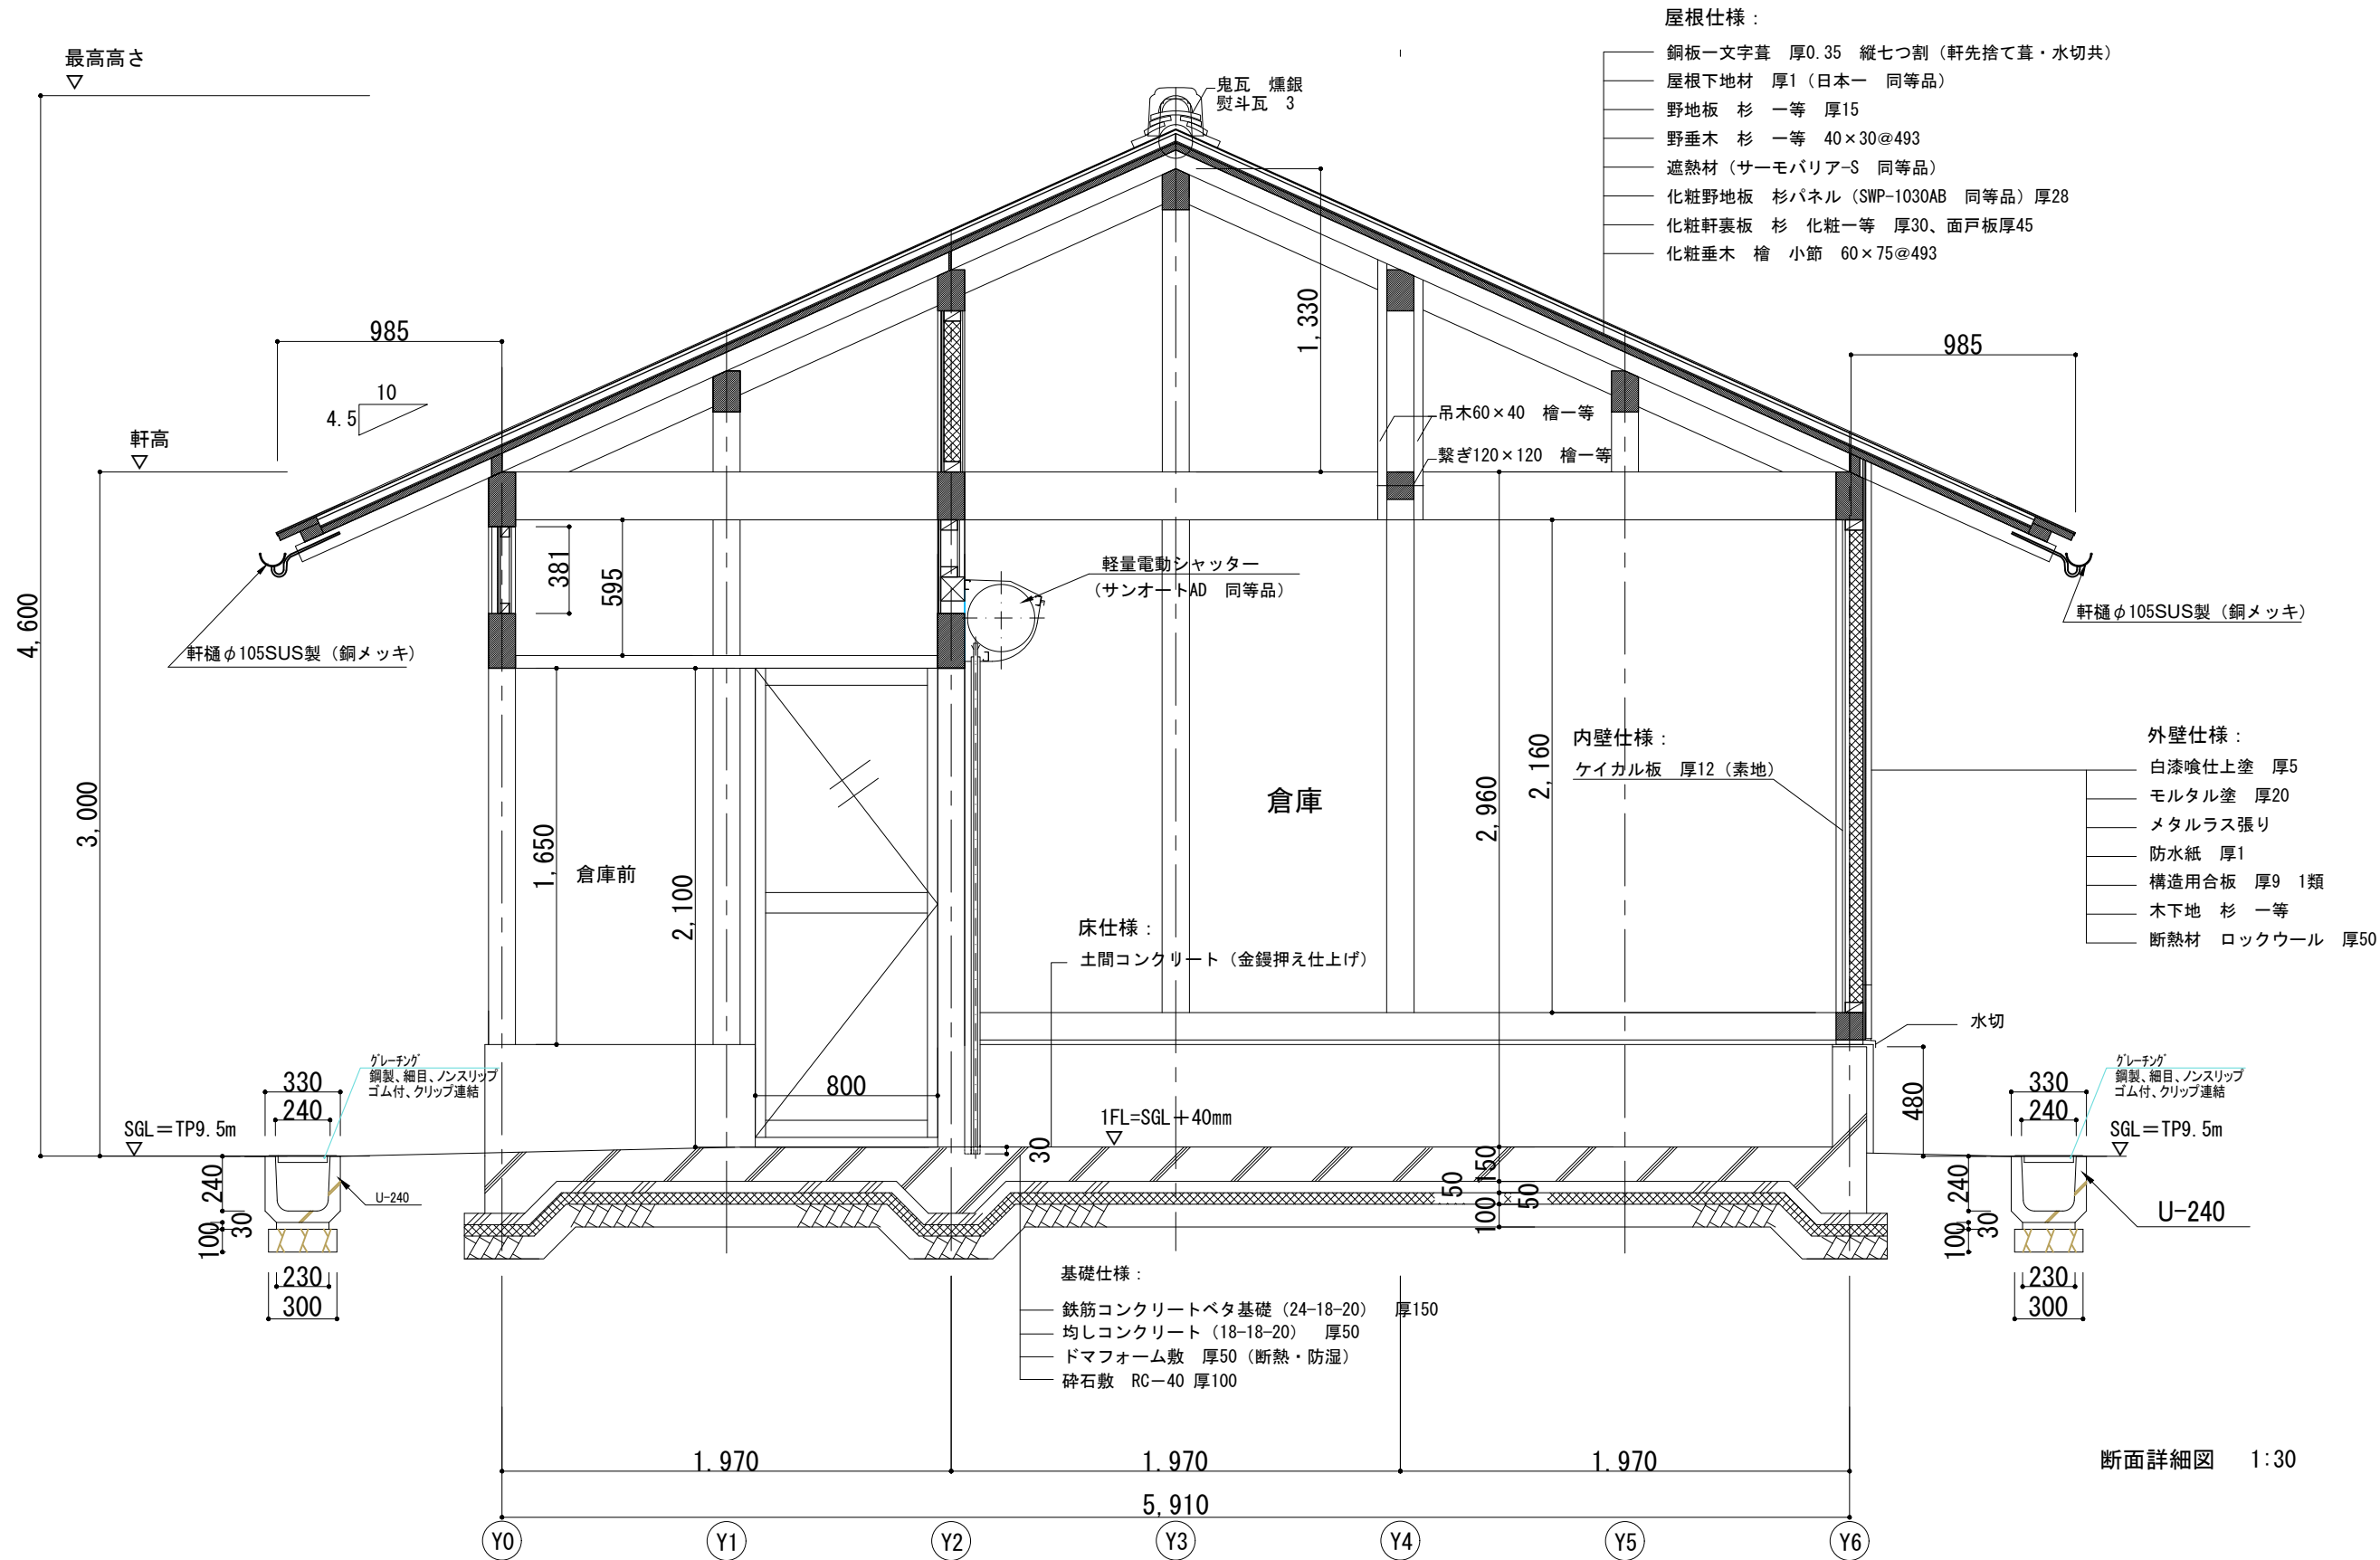 屋根仕様：
銅板一文字葺　厚0.35　縦七つ割（軒先捨て葺・水切共）
屋根下地材　厚1（日本一　同等品）
野地板　杉　一等　厚15
野垂木　杉　一等　40×30@493
遮熱材（サーモバリア-S　同等品）
化粧野地板　杉パネル（SWP-1030AB　同等品）厚28
化粧軒裏板　杉　化粧一等　厚30、面戸板厚45
化粧垂木　檜　小節　60×75@493
最高高さ
鬼瓦　燻銀
熨斗瓦　3
985
10
4.5
軒高
1,330
985
吊木60×40　檜一等
繋ぎ120×120　檜一等
381
595
軽量電動シャッター
（サンオートAD　同等品）
4,600
3,000
軒樋φ105SUS製（銅メッキ）
軒樋φ105SUS製（銅メッキ）
1,650
倉庫前
2,100
倉庫
2,960
2,160
内壁仕様：
ケイカル板　厚12（素地）
外壁仕様：
白漆喰仕上塗　厚5
モルタル塗　厚20
メタルラス張り
防水紙　厚1
構造用合板　厚9　1類
木下地　杉　一等
断熱材　ロックウール　厚50
床仕様：
土間コンクリート（金鏝押え仕上げ）
水切
グレーチング
鋼製、細目、ノンスリップ
ゴム付、クリップ連結
330
240
SGL＝TP9.5m
800
1FL=SGL＋40mm
30
480
グレーチング
鋼製、細目、ノンスリップ
ゴム付、クリップ連結
330
240
SGL＝TP9.5m
240
30
100
U-240
230
300
150
50
50
100
240
30
100
U-240
230
300
基礎仕様：
鉄筋コンクリートベタ基礎（24-18-20）　厚150
均しコンクリート（18-18-20）　厚50
ドマフォーム敷　厚50（断熱・防湿）
砕石敷　RC－40 厚100
1.970
1.970
1.970
5,910
断面詳細図　1:30
Y0
Y1
Y2
Y3
Y4
Y5
Y6